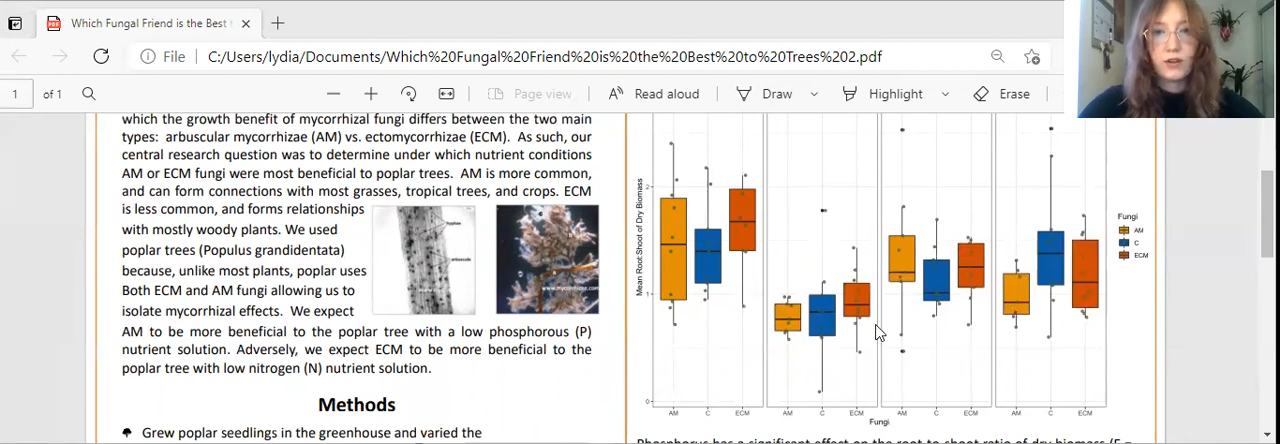 Which Fungal Friend is the Best
File
C:/Users/lydia/Documents/Which%20Fungal%20Friend%20is%20the%20Best%20to%20Trees%202.pdf
1 of 1
Page view
Read aloud
Draw
Highlight
Erase
which the growth benefit of mycorrhizal fungi differs between the two main
types: arbuscular mycorrhizae (AM) vs. ectomycorrhizae (ECM). As such, our
central research question was to determine under which nutrient conditions
AM or ECM fungi were most beneficial to poplar trees. AM is more common,
and can form connections with most grasses, tropical trees, and crops. ECM
is less common, and forms relationships
with mostly woody plants. We used
poplar trees (Populus grandidentata)
because, unlike most plants, poplar uses
Both ECM and AM fungi allowing us to
isolate mycorrhizal effects. We expect
AM to be more beneficial to the poplar tree with a low phosphorous (P)
nutrient solution. Adversely, we expect ECM to be more beneficial to the
poplar tree with low nitrogen (N) nutrient solution.
Methods
Grew poplar seedlings in the greenhouse and varied the
Mean Root:Shoot of Dry Biomass
2
1
0
AM C ECM AM C ECM AM C ECM AM C ECM
Fungi
Fungi
AM
C
ECM
Phosphorus has a significant effect on the root to shoot ratio of dry biomass (F =